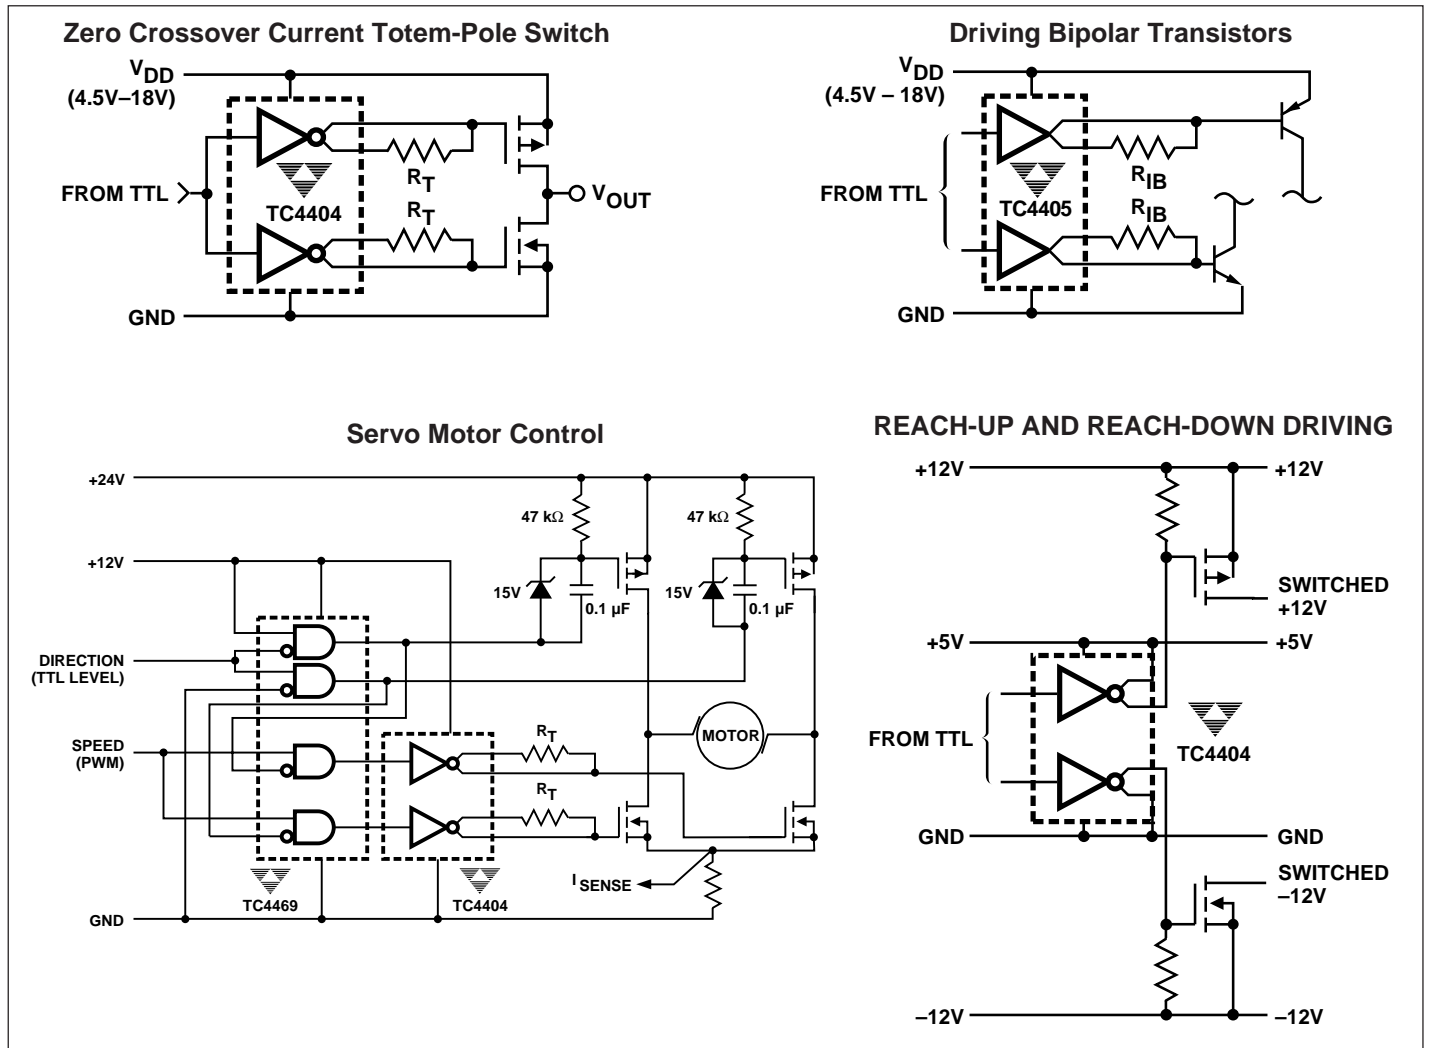 Zero Crossover Current Totem-Pole Switch
VDD
(4.5V–18V)
FROM TTL
TC4404
RT
RT
VOUT
GND
Driving Bipolar Transistors
VDD
(4.5V – 18V)
FROM TTL
TC4405
RIB
RIB
GND
Servo Motor Control
+24V
47 kΩ
47 kΩ
+12V
15V
0.1 µF
15V
0.1 µF
DIRECTION
(TTL LEVEL)
SPEED
(PWM)
RT
RT
MOTOR
I SENSE
TC4469
TC4404
GND
REACH-UP AND REACH-DOWN DRIVING
+12V
+12V
SWITCHED
+12V
+5V
+5V
FROM TTL
TC4404
GND
GND
SWITCHED
–12V
–12V
–12V